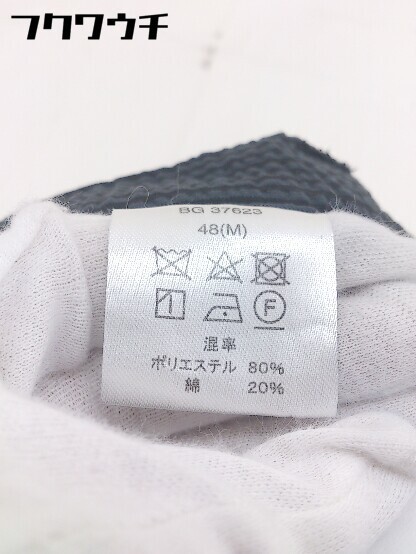 フクワウチ
BG 37623
48(M)
F
混率
ポリエステル 80%
綿 20%